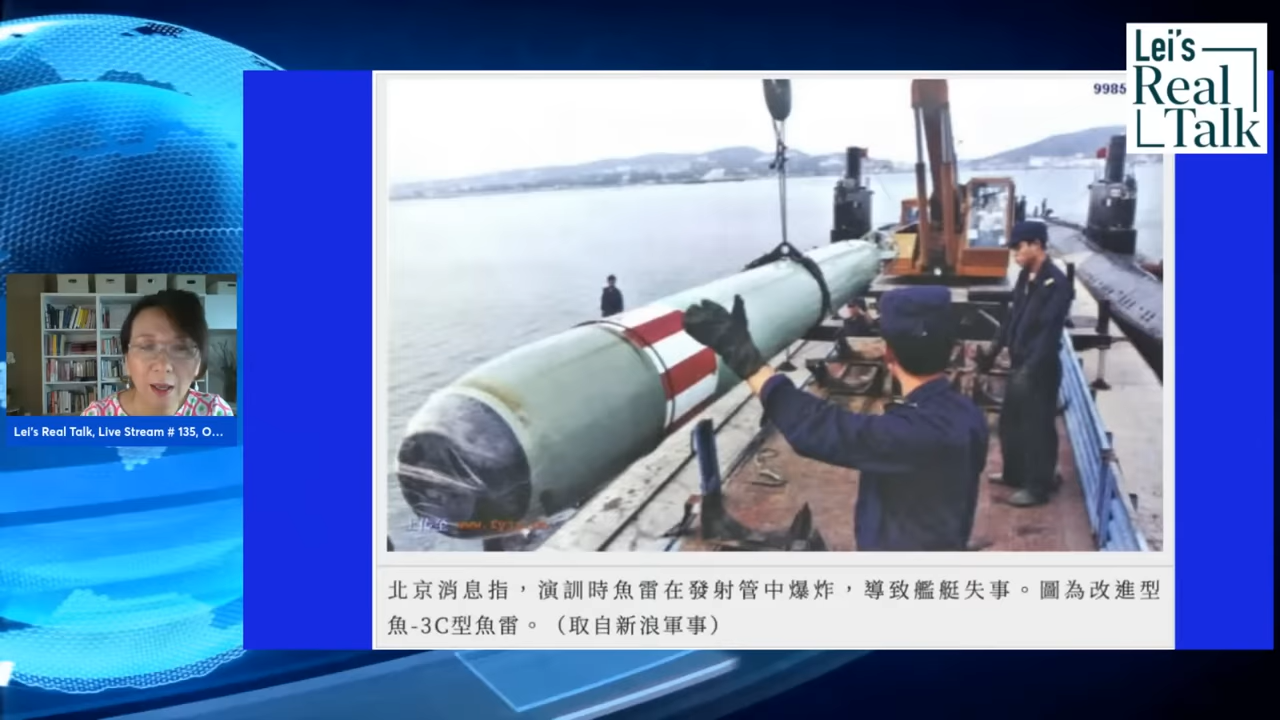 Lei's
Real
Talk
9985
Lei's Real Talk, Live Stream # 135, O...
北京消息指，演訓時魚雷在發射管中爆炸，導致艦艇失事。圖為改進型
魚-3C型魚雷。（取自新浪軍事）